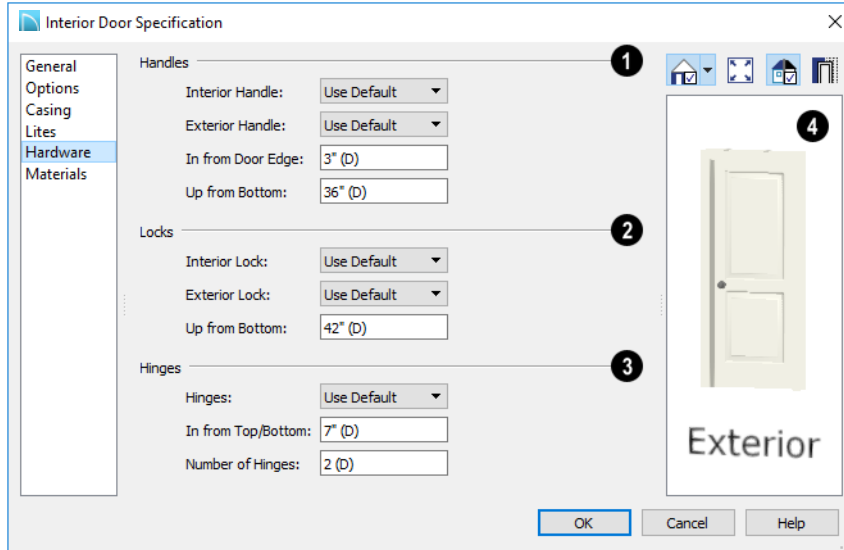 Interior Door Specification
General
Options
Casing
Lites
Hardware
Materials
Handles 1
Interior Handle: Use Default
Exterior Handle: Use Default
In from Door Edge: 3" (D)
Up from Bottom: 36" (D)
Locks 2
Interior Lock: Use Default
Exterior Lock: Use Default
Up from Bottom: 42" (D)
Hinges 3
Hinges: Use Default
In from Top/Bottom: 7" (D)
Number of Hinges: 2 (D)
4
Exterior
OK Cancel Help